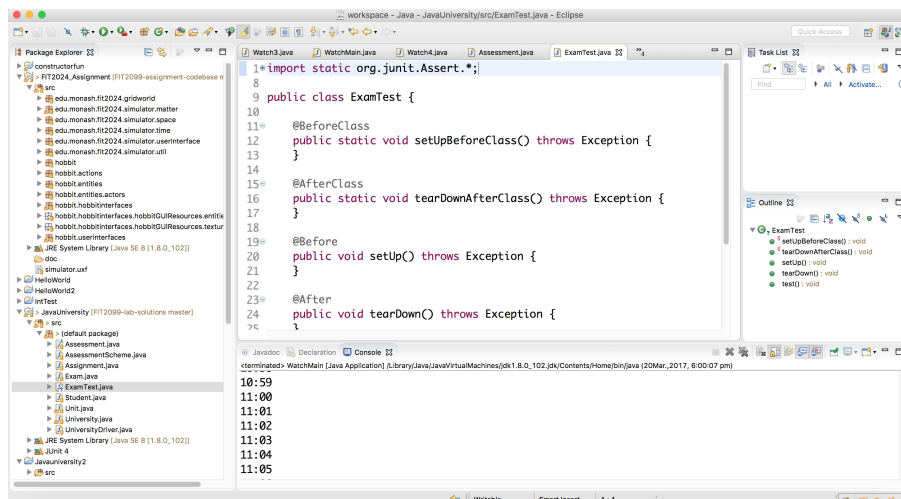 workspace - Java - JavaUniversity/src/ExamTest.java - Eclipse
Quick Access
Package Explorer
constructorfun
> FIT2024_Assignment [FIT2099-assignment-codebase m
src
edu.monash.fit2024.gridworld
edu.monash.fit2024.simulator.matter
edu.monash.fit2024.simulator.space
edu.monash.fit2024.simulator.time
edu.monash.fit2024.simulator.userInterface
edu.monash.fit2024.simulator.util
hobbit
hobbit.actions
hobbit.entities
hobbit.entities.actors
hobbit.hobbitinterfaces
hobbit.hobbitinterfaces.hobbitGUIResources.entitie
hobbit.hobbitinterfaces.hobbitGUIResources.textur
hobbit.userinterfaces
JRE System Library [Java SE 8 [1.8.0_102]]
doc
simulator.uxf
HelloWorld
HelloWorld2
IntTest
> JavaUniversity [FIT2099-lab-solutions master]
> src
> (default package)
Assessment.java
AssessmentScheme.java
Assignment.java
Exam.java
ExamTest.java
Student.java
Unit.java
University.java
UniversityDriver.java
JRE System Library [Java SE 8 [1.8.0_102]]
JUnit 4
Javauniversity2
src
Watch3.java WatchMain.java Watch4.java Assessment.java ExamTest.java »4
1 import static org.junit.Assert.*;
8
9 public class ExamTest {
10
11 @BeforeClass
12 public static void setUpBeforeClass() throws Exception {
13 }
14
15 @AfterClass
16 public static void tearDownAfterClass() throws Exception {
17 }
18
19 @Before
20 public void setUp() throws Exception {
21 }
22
23 @After
24 public void tearDown() throws Exception {
25 }
Task List
Find All Activate...
Outline
ExamTest
setUpBeforeClass() : void
tearDownAfterClass() : void
setUp() : void
tearDown() : void
test() : void
Javadoc Declaration Console
<terminated> WatchMain [Java Application] /Library/Java/JavaVirtualMachines/jdk1.8.0_102.jdk/Contents/Home/bin/java (20Mar.,2017, 6:00:07 pm)
10:59
11:00
11:01
11:02
11:03
11:04
11:05
Writable Smart Insert